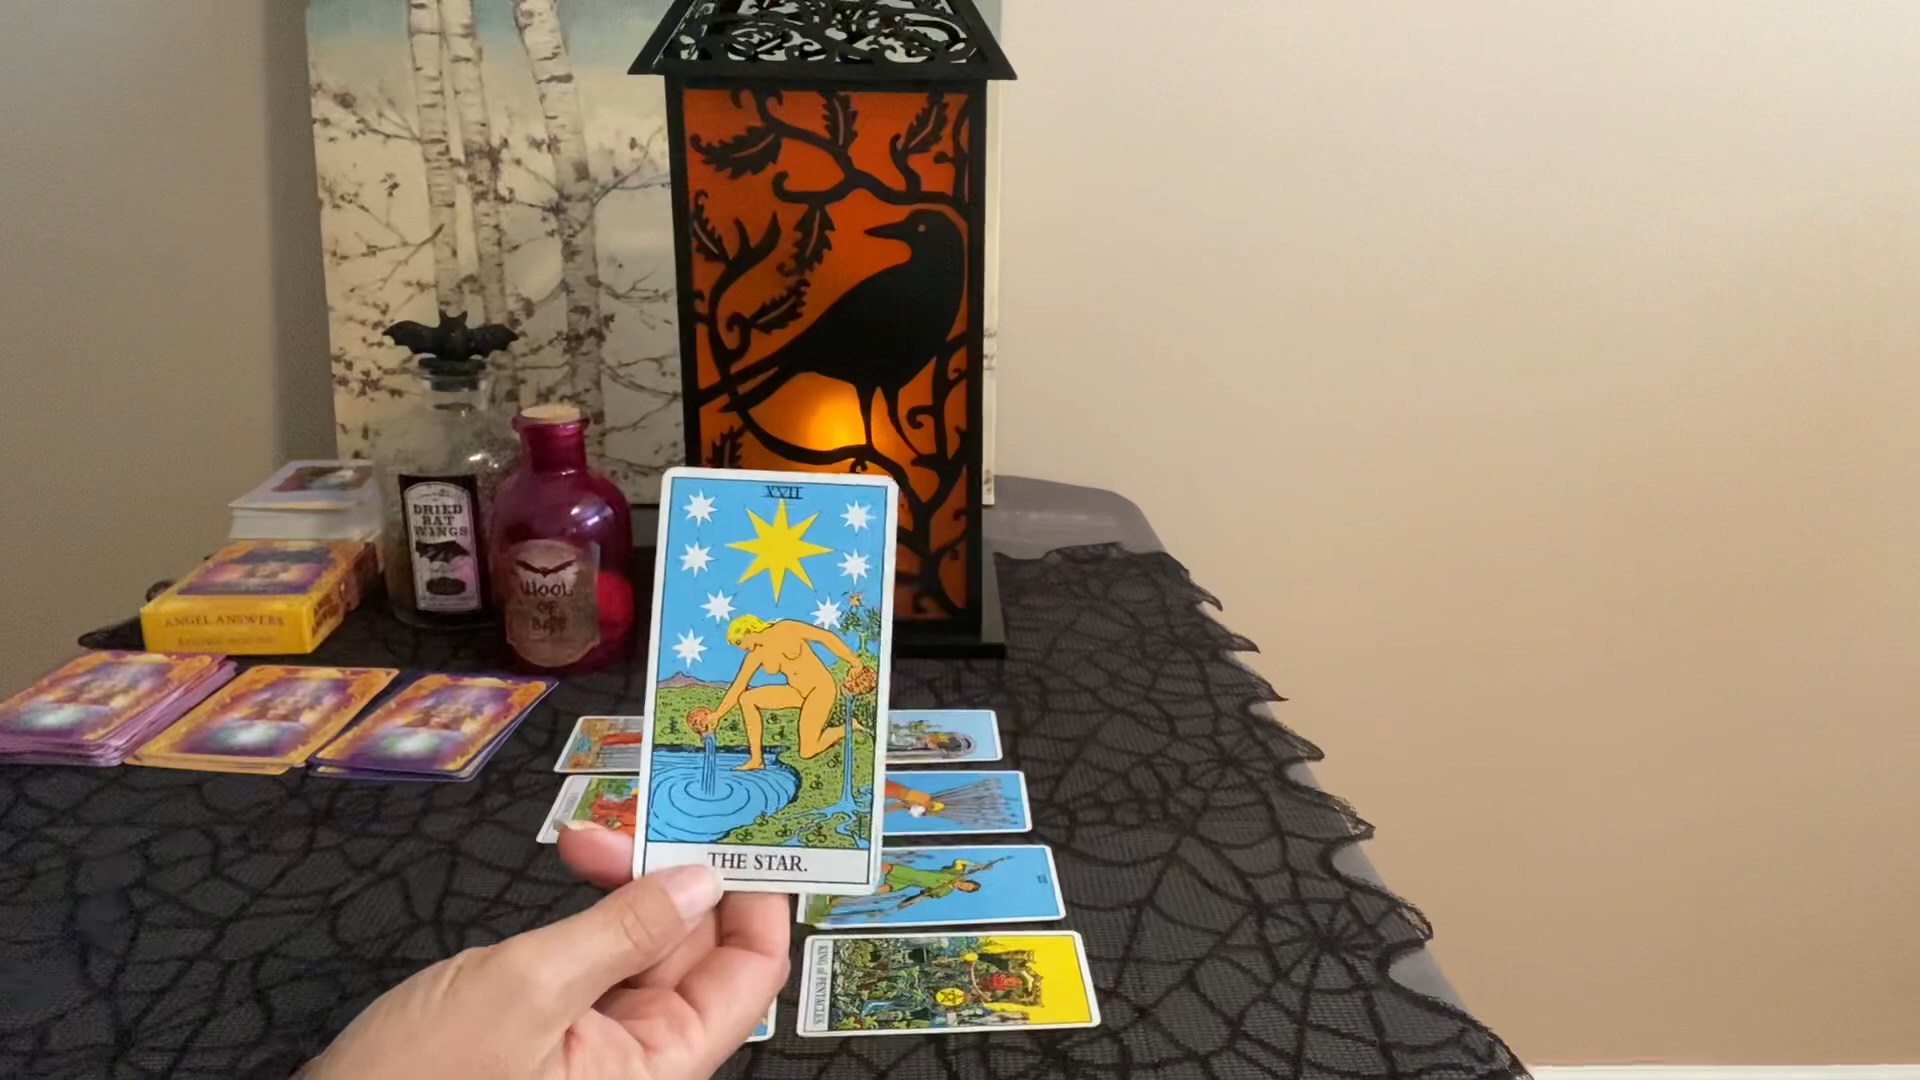 XVII
THE STAR.
DRIED
BAT
WINGS
WOOL
OF
BAT
ANGEL ANSWERS
KING of PENTACLES